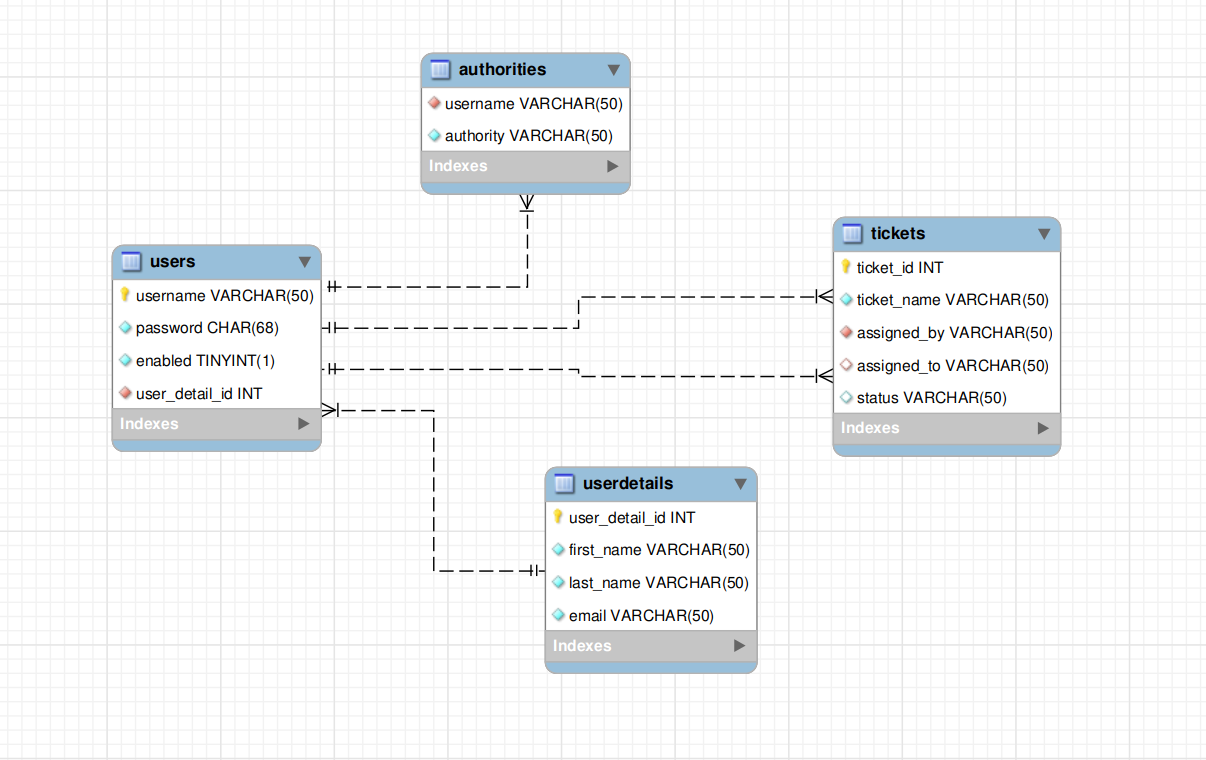 authorities
username VARCHAR(50)
authority VARCHAR(50)
Indexes
users
username VARCHAR(50)
password CHAR(68)
enabled TINYINT(1)
user_detail_id INT
Indexes
tickets
ticket_id INT
ticket_name VARCHAR(50)
assigned_by VARCHAR(50)
assigned_to VARCHAR(50)
status VARCHAR(50)
Indexes
userdetails
user_detail_id INT
first_name VARCHAR(50)
last_name VARCHAR(50)
email VARCHAR(50)
Indexes